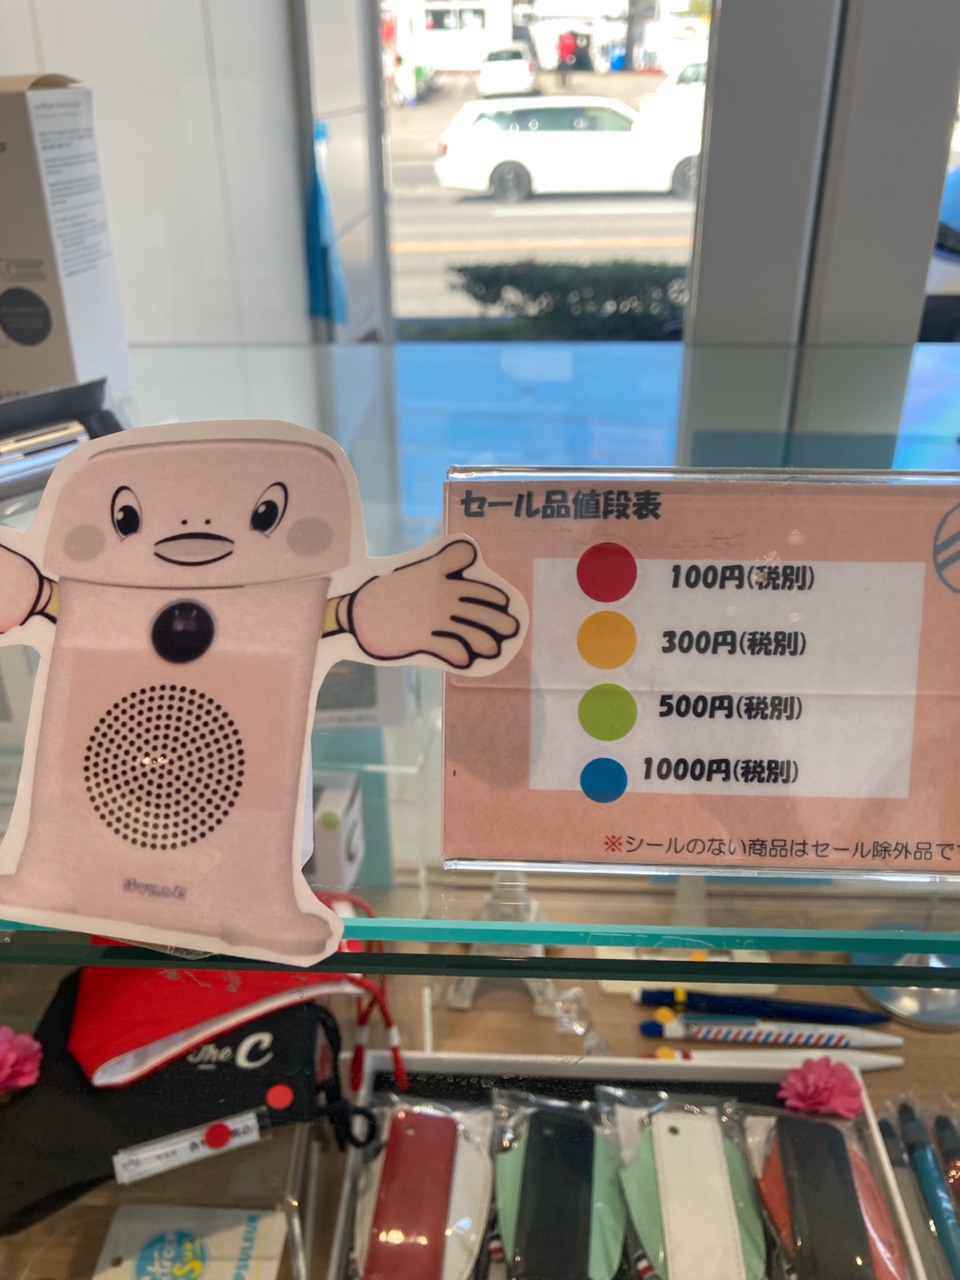 セール品値段表
100円(税別)
300円(税別)
500円(税別)
1000円(税別)
※シールのない商品はセール除外品で
The C